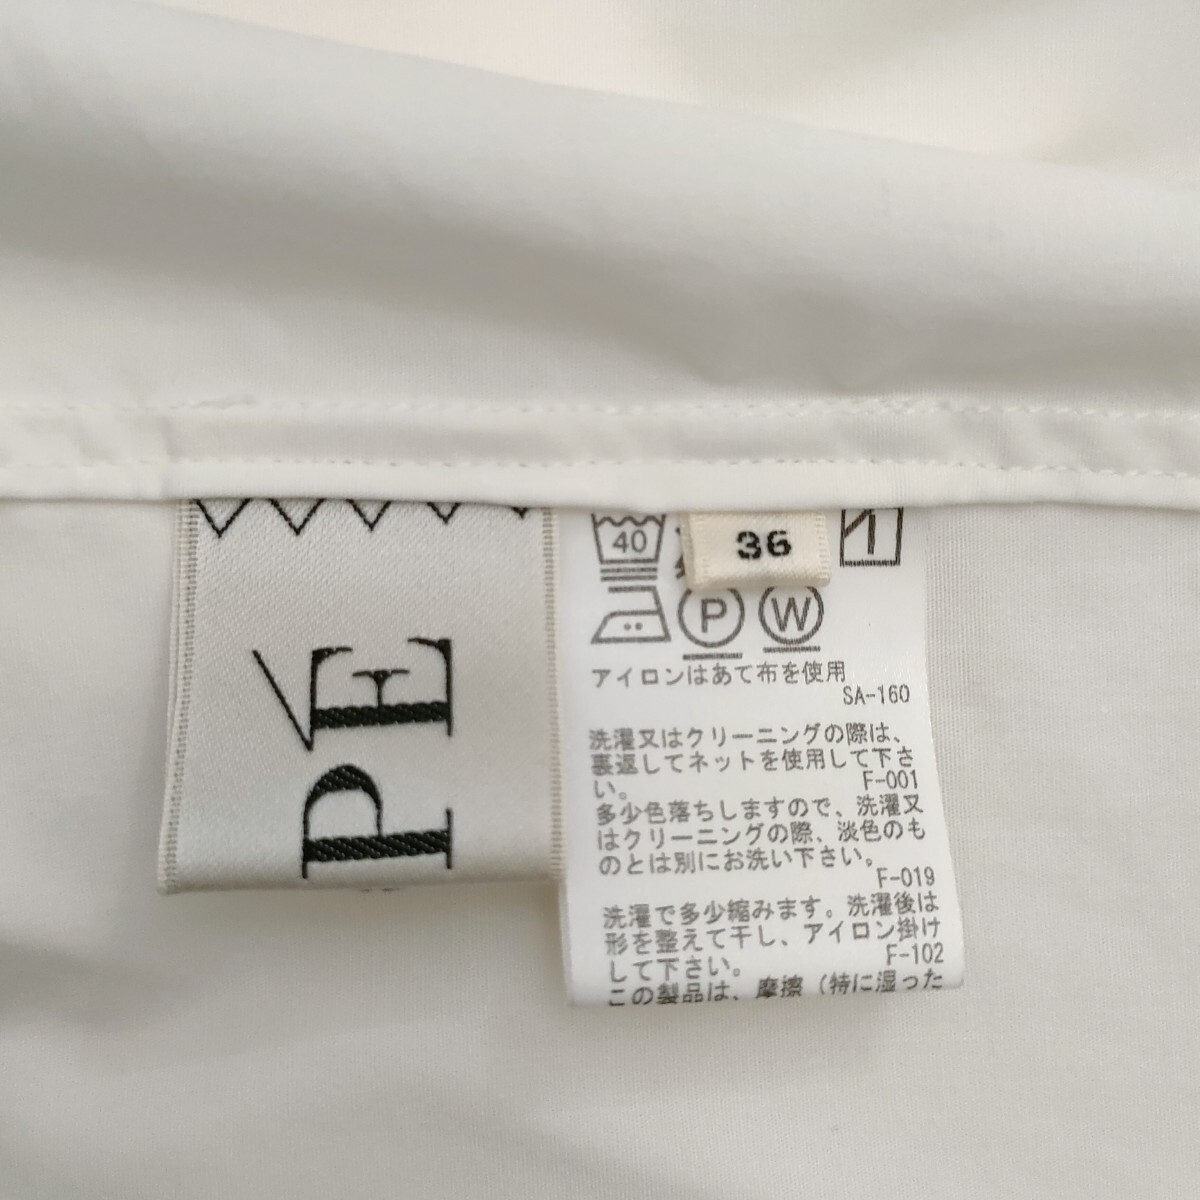 PÉ
40
36
P W
アイロンはあて布を使用
SA-160
洗濯又はクリーニングの際は、
裏返してネットを使用して下さ
い。
F-001
多少色落ちしますので、洗濯又
はクリーニングの際、淡色のも
のとは別にお洗い下さい。
F-019
洗濯で多少縮みます。洗濯後は
形を整えて干し、アイロン掛け
して下さい。
F-102
この製品は、摩擦（特に湿った